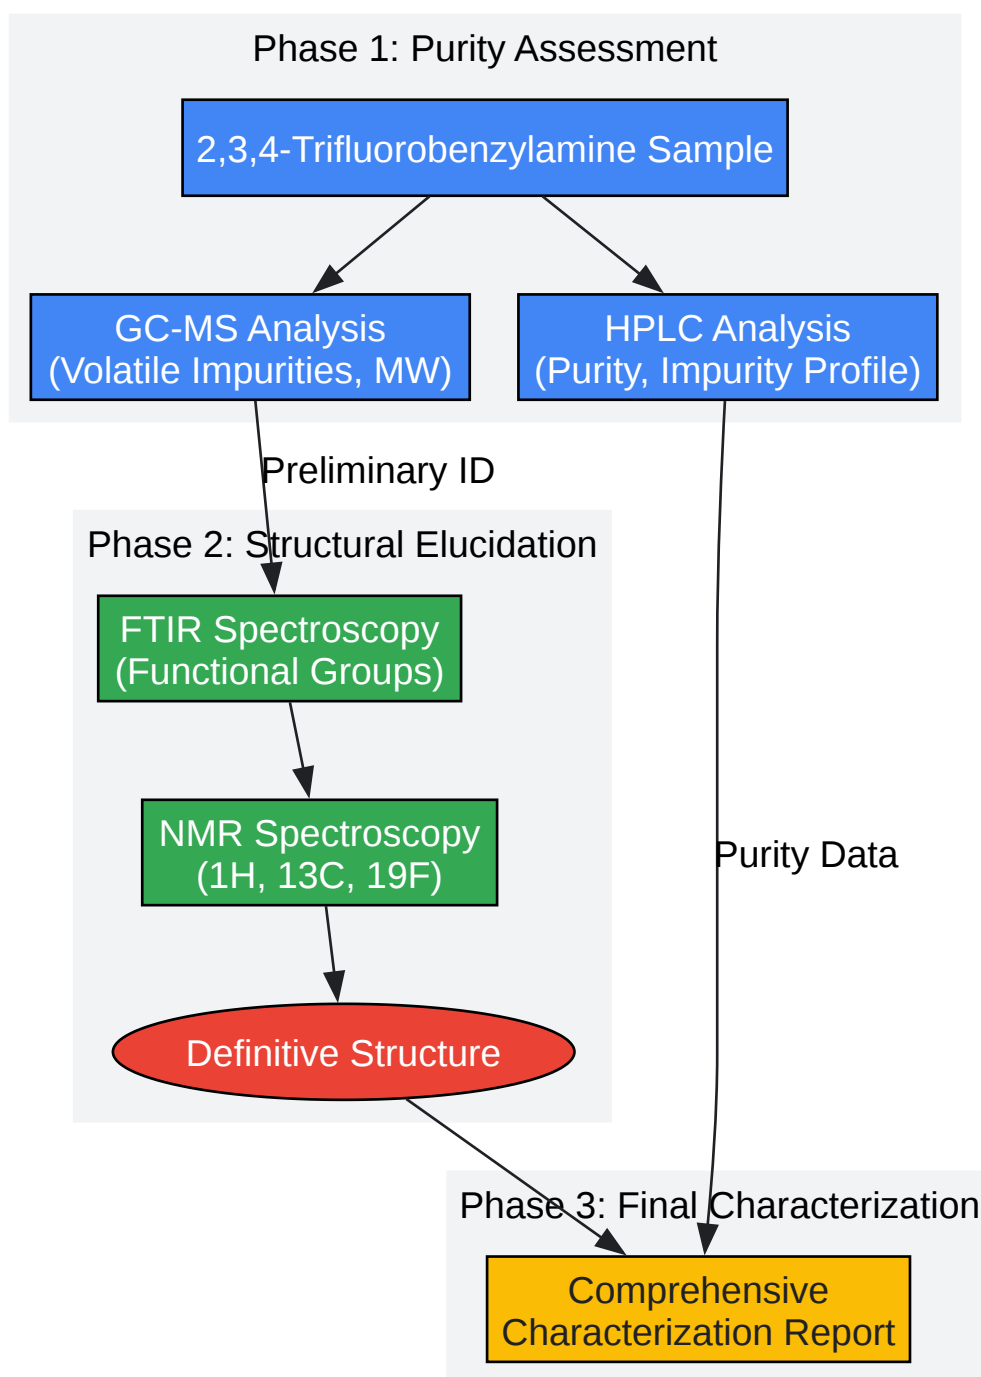 Phase 1: Purity Assessment
2,3,4-Trifluorobenzylamine Sample
GC-MS Analysis
(Volatile Impurities, MW)
HPLC Analysis
(Purity, Impurity Profile)
Preliminary ID
Phase 2: Structural Elucidation
FTIR Spectroscopy
(Functional Groups)
NMR Spectroscopy
(1H, 13C, 19F)
Purity Data
Definitive Structure
Phase 3: Final Characterization
Comprehensive
Characterization Report